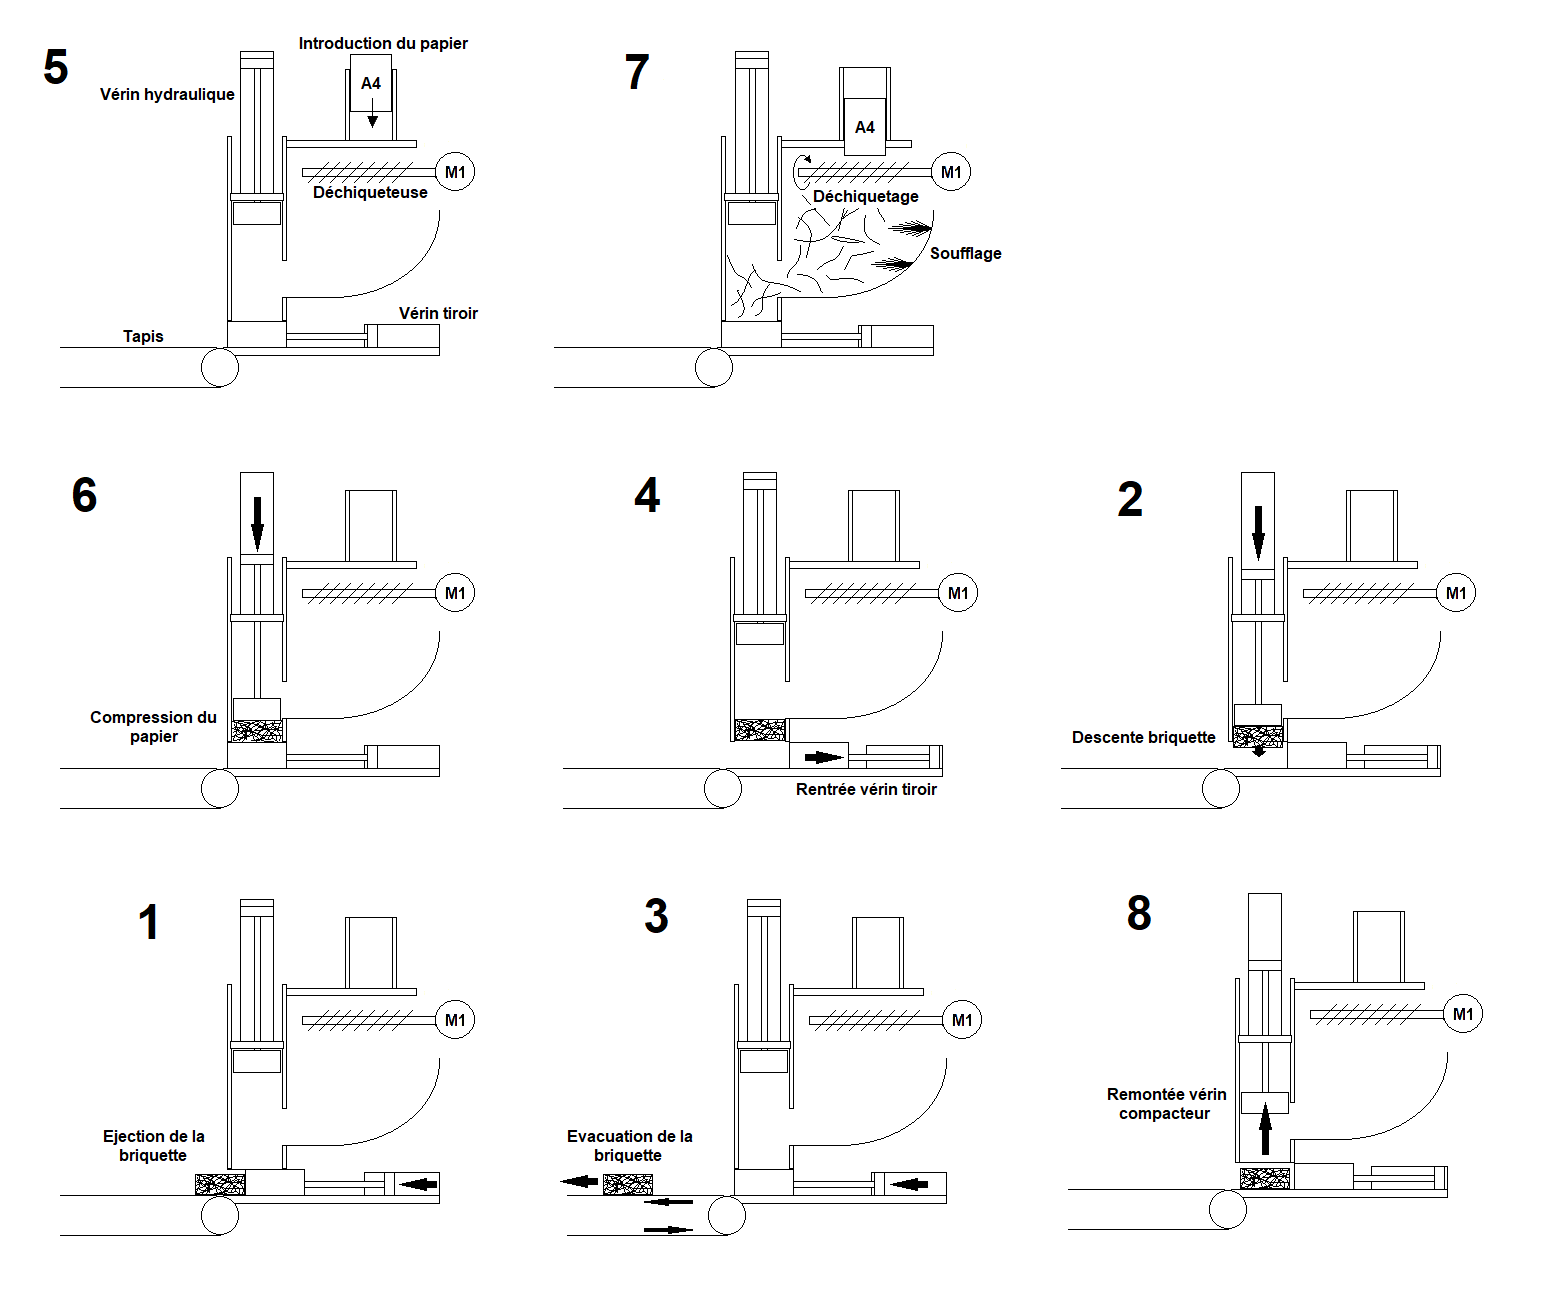 5
Introduction du papier
A4
Vérin hydraulique
M1
Déchiqueteuse
Vérin tiroir
Tapis
7
A4
M1
Déchiquetage
Soufflage
6
M1
Compression du
papier
4
M1
Rentrée vérin tiroir
2
M1
Descente briquette
1
M1
Ejection de la
briquette
3
M1
Evacuation de la
briquette
8
M1
Remontée vérin
compacteur